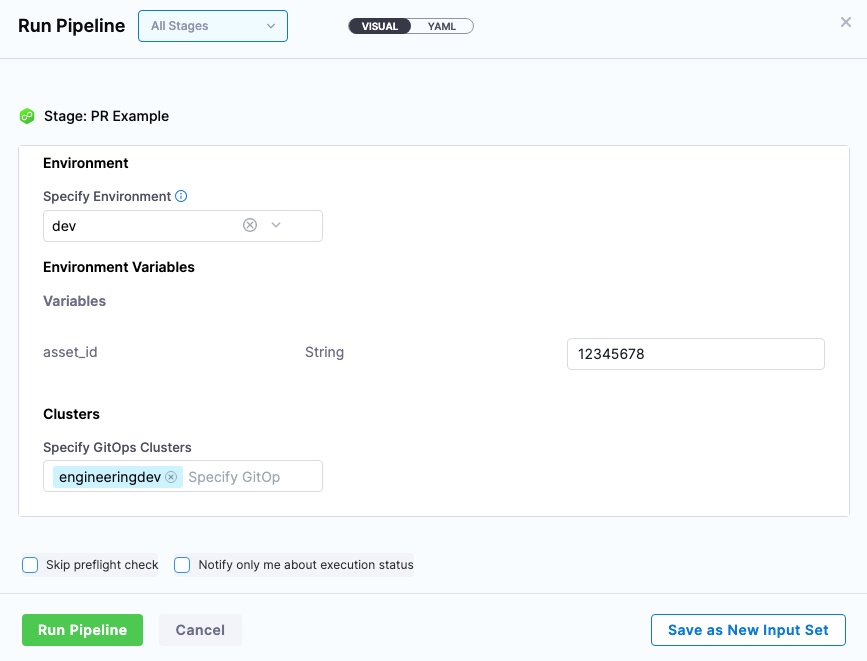 Run Pipeline
All Stages
VISUAL
YAML
Stage: PR Example
Environment
Specify Environment
dev
Environment Variables
Variables
asset_id String 12345678
Clusters
Specify GitOps Clusters
engineeringdev Specify GitOp
Skip preflight check
Notify only me about execution status
Run Pipeline
Cancel
Save as New Input Set